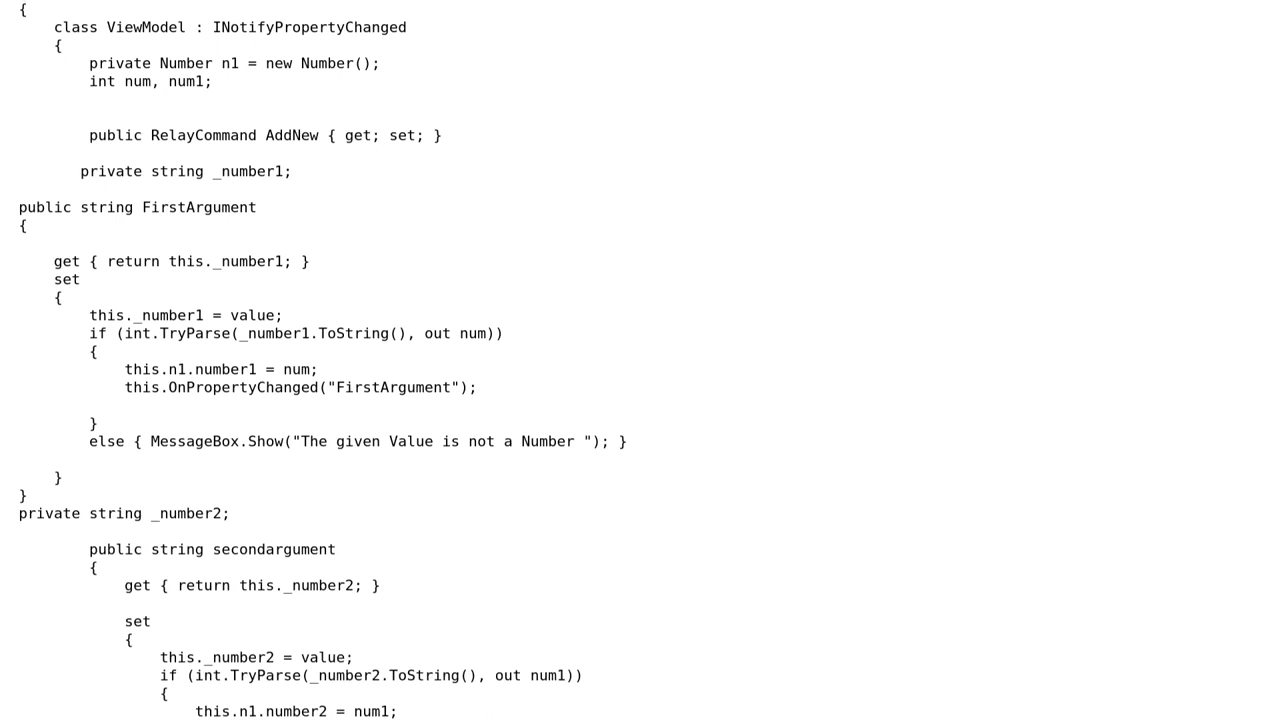 {
    class ViewModel : INotifyPropertyChanged
    {
        private Number n1 = new Number();
        int num, num1;
        public RelayCommand AddNew { get; set; }
       private string _number1;
public string FirstArgument
{
    get { return this._number1; }
    set
    {
        this._number1 = value;
        if (int.TryParse(_number1.ToString(), out num))
        {
            this.n1.number1 = num;
            this.OnPropertyChanged("FirstArgument");
        }
        else { MessageBox.Show("The given Value is not a Number "); }
    }
}
private string _number2;
        public string secondargument
        {
            get { return this._number2; }
            set
            {
                this._number2 = value;
                if (int.TryParse(_number2.ToString(), out num1))
                {
                    this.n1.number2 = num1;